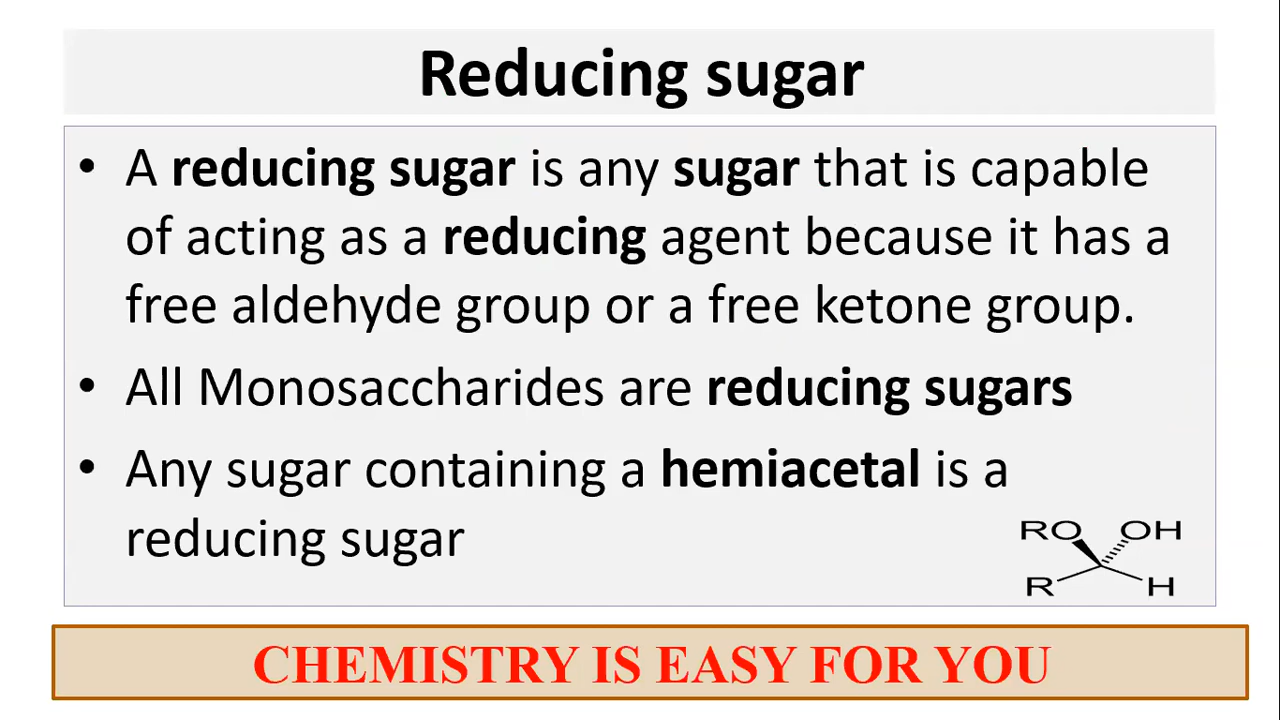 Reducing sugar
• A reducing sugar is any sugar that is capable
of acting as a reducing agent because it has a
free aldehyde group or a free ketone group.
• All Monosaccharides are reducing sugars
• Any sugar containing a hemiacetal is a
reducing sugar
RO OH
R H
CHEMISTRY IS EASY FOR YOU